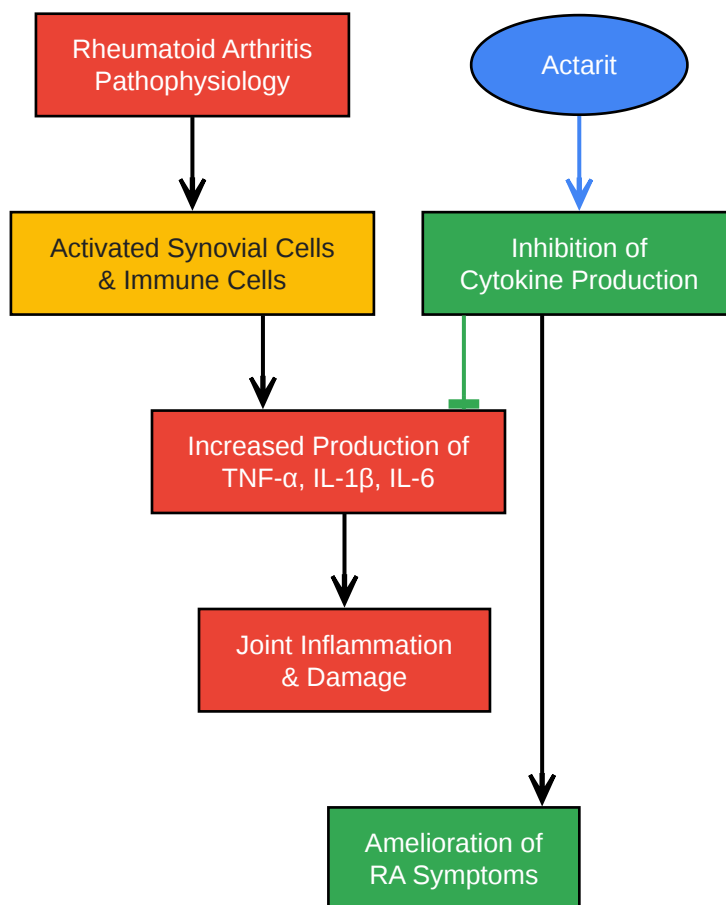 Rheumatoid Arthritis
Pathophysiology
Actarit
Activated Synovial Cells
& Immune Cells
Inhibition of
Cytokine Production
Increased Production of
TNF-α, IL-1β, IL-6
Joint Inflammation
& Damage
Amelioration of
RA Symptoms